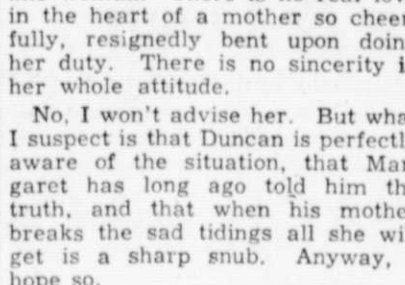 in the heart of a mother so cheer
fully, resignedly bent upon doin
her duty. There is no sincerity i
her whole attitude.
No, I won't advise her. But wha
I suspect is that Duncan is perfectl
aware of the situation, that Mar
garet has long ago told him th
truth, and that when his mothe
breaks the sad tidings all she wi
get is a sharp snub. Anyway,
hope so.